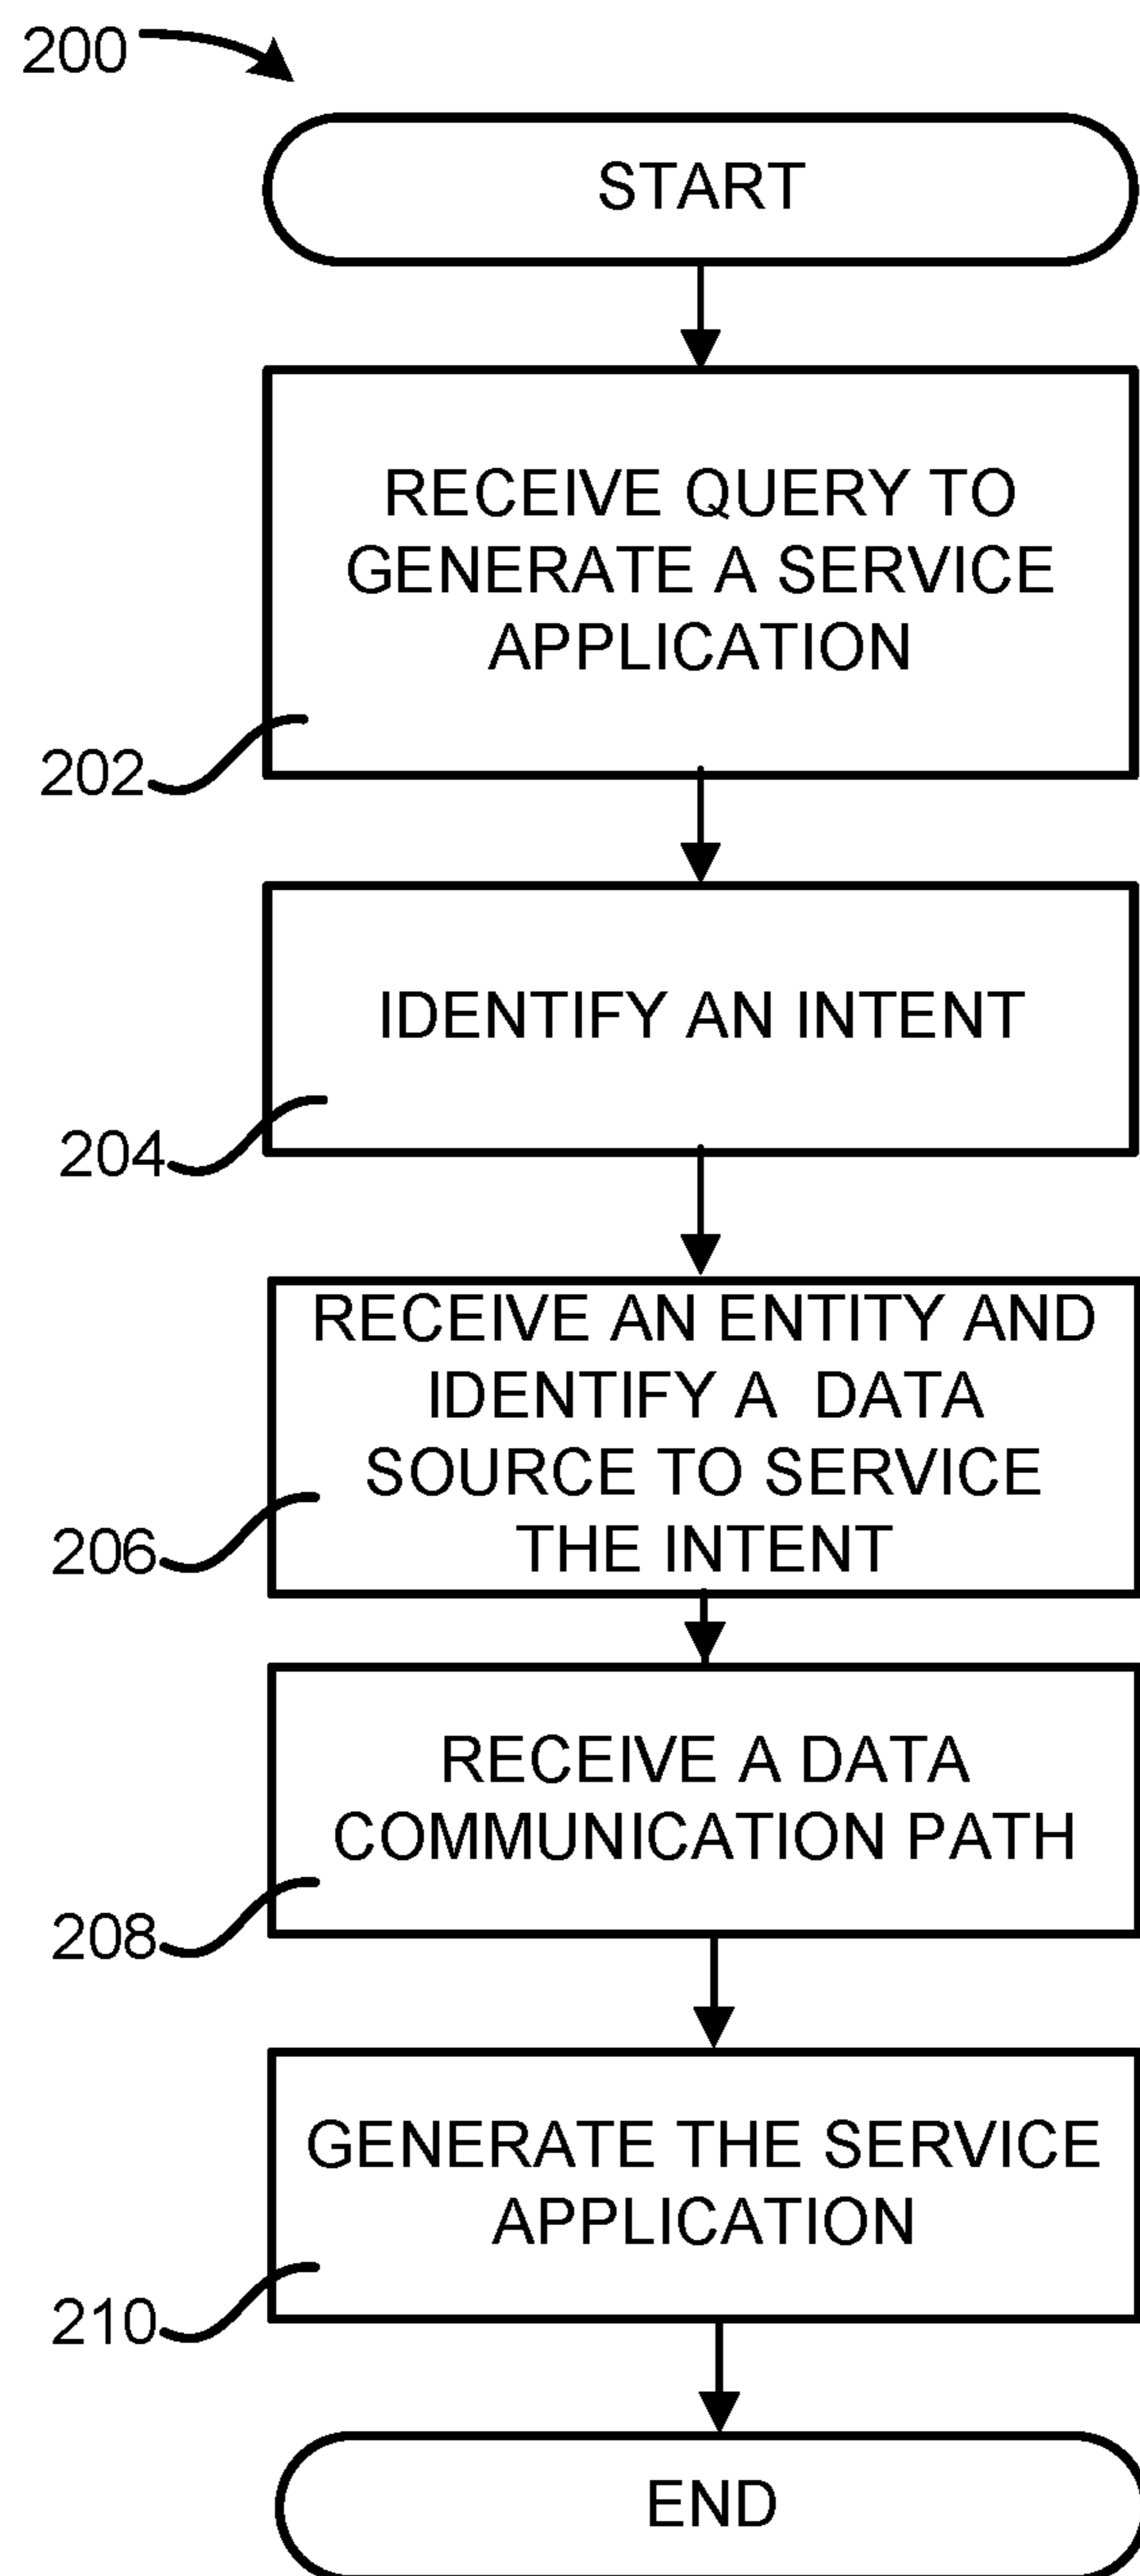 200
START
RECEIVE QUERY TO
GENERATE A SERVICE
APPLICATION
202
IDENTIFY AN INTENT
204
RECEIVE AN ENTITY AND
IDENTIFY A DATA
SOURCE TO SERVICE
THE INTENT
206
RECEIVE A DATA
COMMUNICATION PATH
208
GENERATE THE SERVICE
APPLICATION
210
END